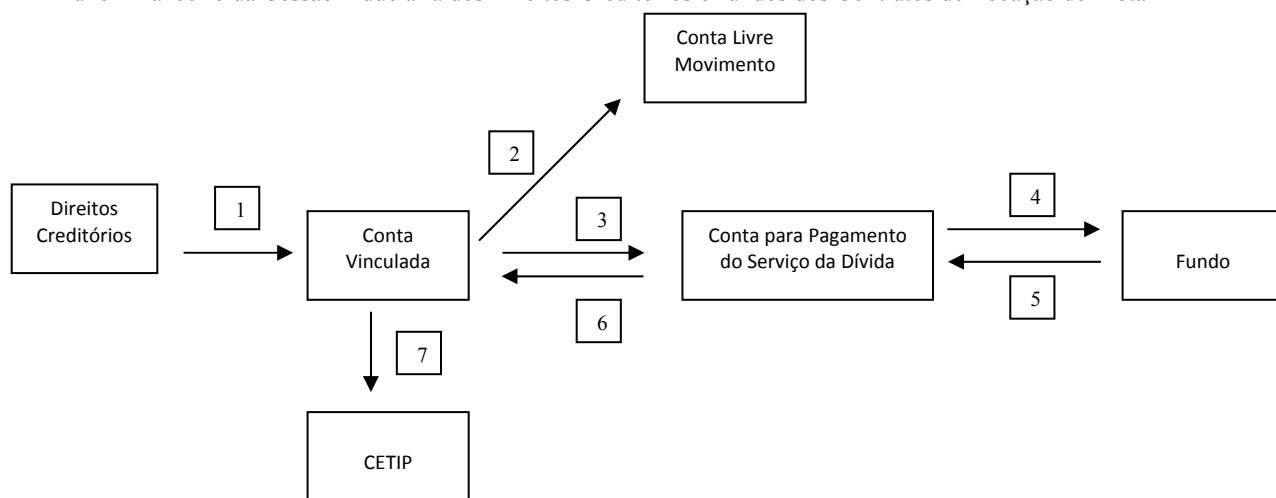 Conta Livre
Movimento
2
Direitos
Creditórios
1
Conta
Vinculada
3
6
Conta para Pagamento
do Serviço da Dívida
4
5
Fundo
7
CETIP